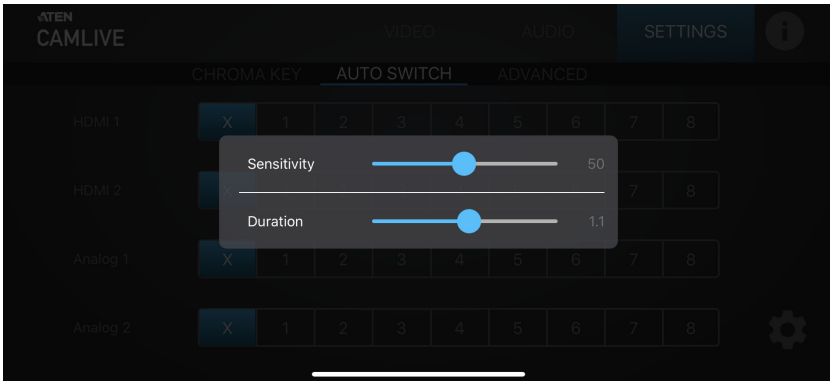 ATEN
CAMLIVE VIDEO AUDIO SETTINGS i
CHROMA KEY AUTO SWITCH ADVANCED
HDMI 1 X 1 2 3 4 5 6 7 8
Sensitivity 50
HDMI 2 X 7 8
Duration 1.1
Analog 1 X 1 2 3 4 5 6 7 8
Analog 2 X 1 2 3 4 5 6 7 8